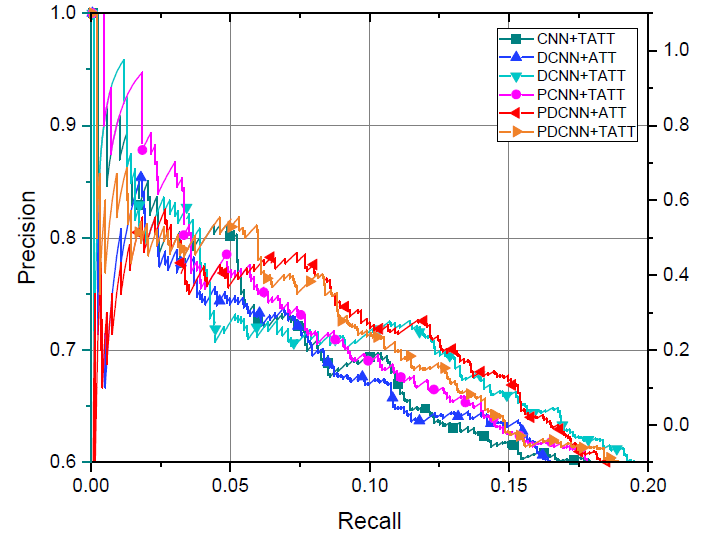 1.0
0.9
0.8
0.7
0.6
Precision
0.00
0.05
0.10
0.15
0.20
Recall
1.0
0.8
0.6
0.4
0.2
0.0
CNN+TATT
DCNN+ATT
DCNN+TATT
PCNN+TATT
PDCNN+ATT
PDCNN+TATT